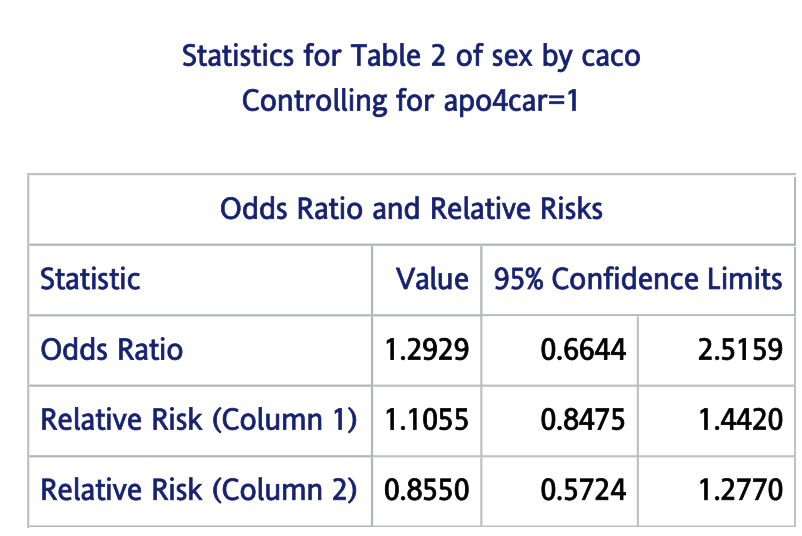 Statistics for Table 2 of sex by caco
Controlling for apo4car=1
Odds Ratio and Relative Risks
Statistic Value 95% Confidence Limits
Odds Ratio 1.2929 0.6644 2.5159
Relative Risk (Column 1) 1.1055 0.8475 1.4420
Relative Risk (Column 2) 0.8550 0.5724 1.2770